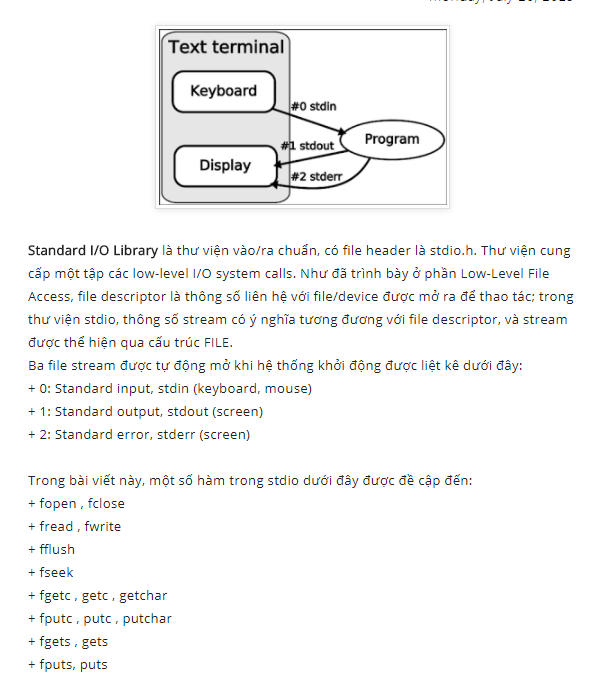 Text terminal
Keyboard
#0 stdin
Program
#1 stdout
Display
#2 stderr
Standard I/O Library là thư viện vào/ra chuẩn, có file header là stdio.h. Thư viện cung
cấp một tập các low-level I/O system calls. Như đã trình bày ở phần Low-Level File
Access, file descriptor là thông số liên hệ với file/device được mở ra để thao tác; trong
thư viện stdio, thông số stream có ý nghĩa tương đương với file descriptor, và stream
được thể hiện qua cấu trúc FILE.
Ba file stream được tự động mở khi hệ thống khởi động được liệt kê dưới đây:
+ 0: Standard input, stdin (keyboard, mouse)
+ 1: Standard output, stdout (screen)
+ 2: Standard error, stderr (screen)
Trong bài viết này, một số hàm trong stdio dưới đây được đề cập đến:
+ fopen , fclose
+ fread , fwrite
+ fflush
+ fseek
+ fgetc , getc , getchar
+ fputc , putc , putchar
+ fgets , gets
+ fputs, puts